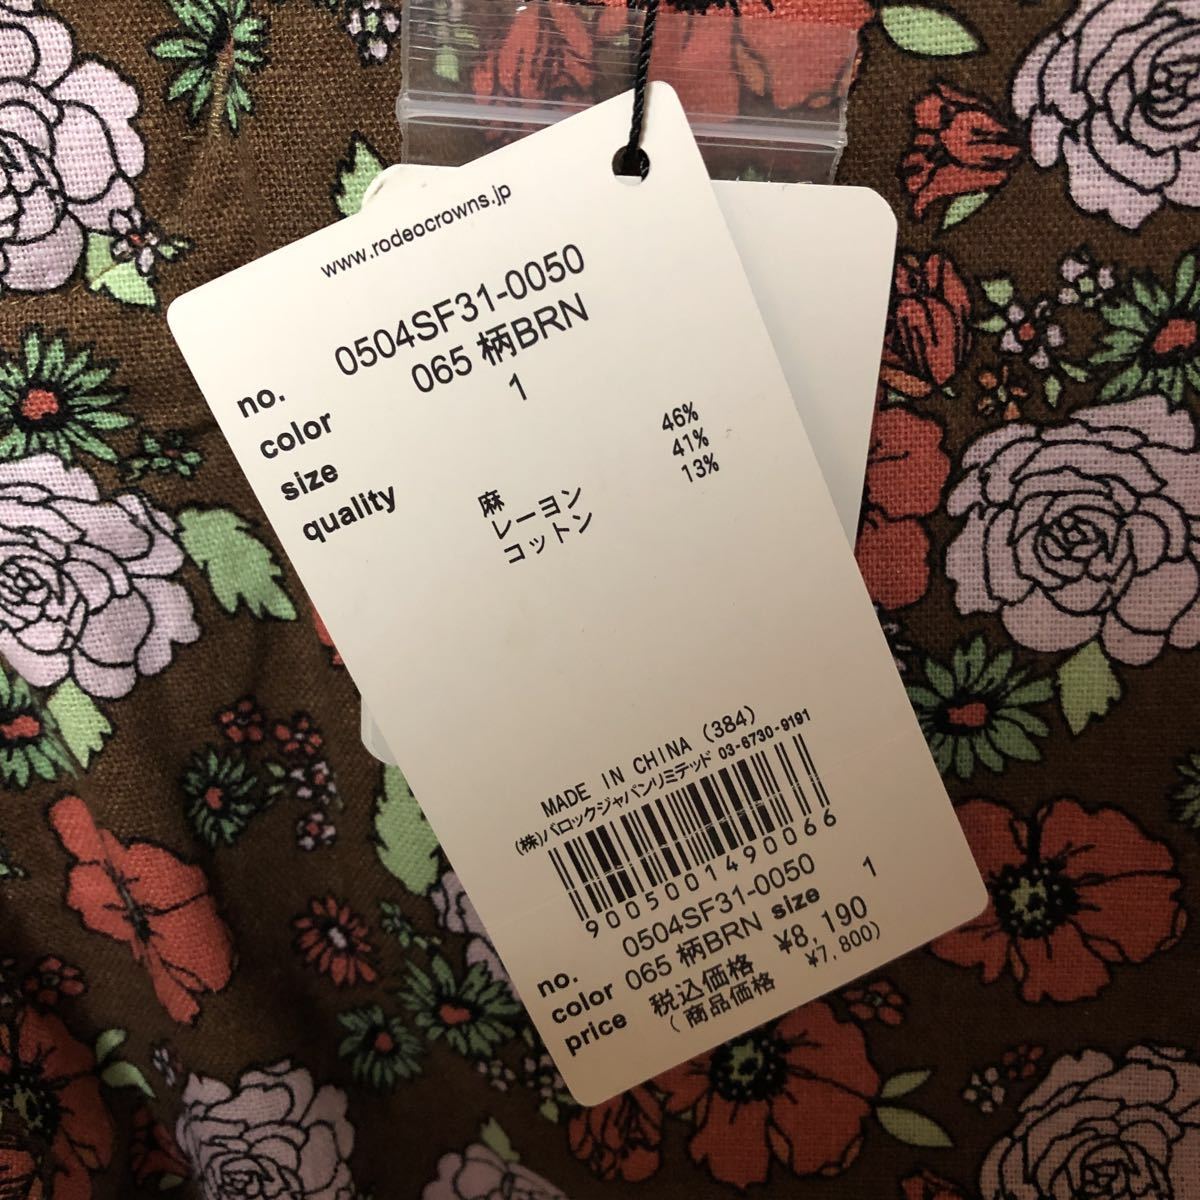 www.rodeocrowns.jp
no. 0504SF31-0050
color 065 柄BRN
size 1
quality
麻 46%
レーヨン 41%
コットン 13%
MADE IN CHINA (384)
(株)バロックジャパンリミテッド 03-6730-9191
9005001490066
no. 0504SF31-0050
color 065 柄BRN size 1
price 税込価格 ¥8,190
(商品価格 ¥7,800)